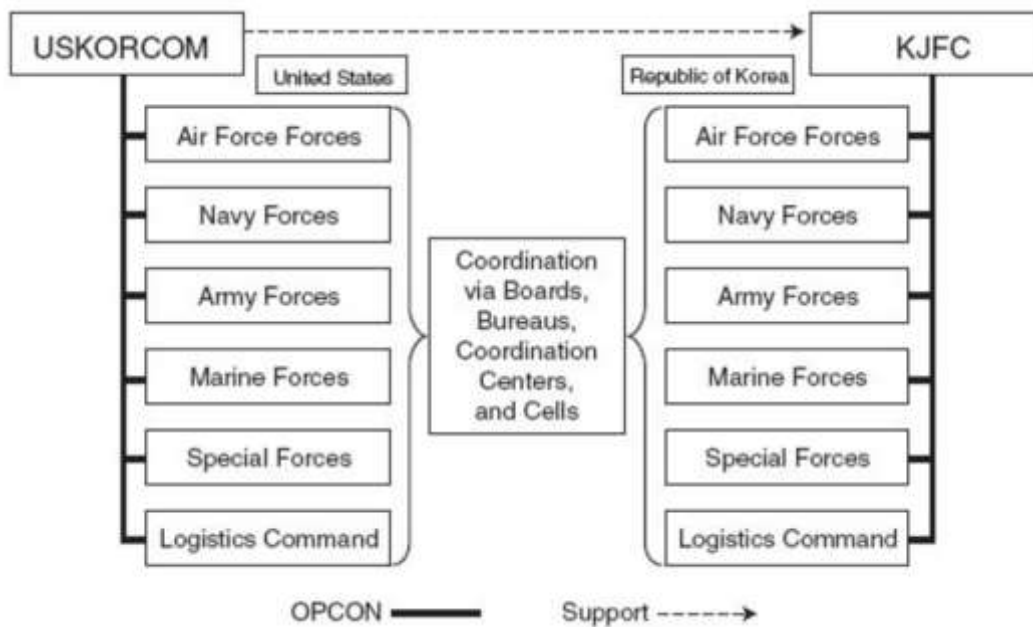 USKORCOM
KJFC
United States
Republic of Korea
Air Force Forces
Navy Forces
Army Forces
Marine Forces
Special Forces
Logistics Command
Coordination
via Boards,
Bureaus,
Coordination
Centers,
and Cells
Air Force Forces
Navy Forces
Army Forces
Marine Forces
Special Forces
Logistics Command
OPCON
Support